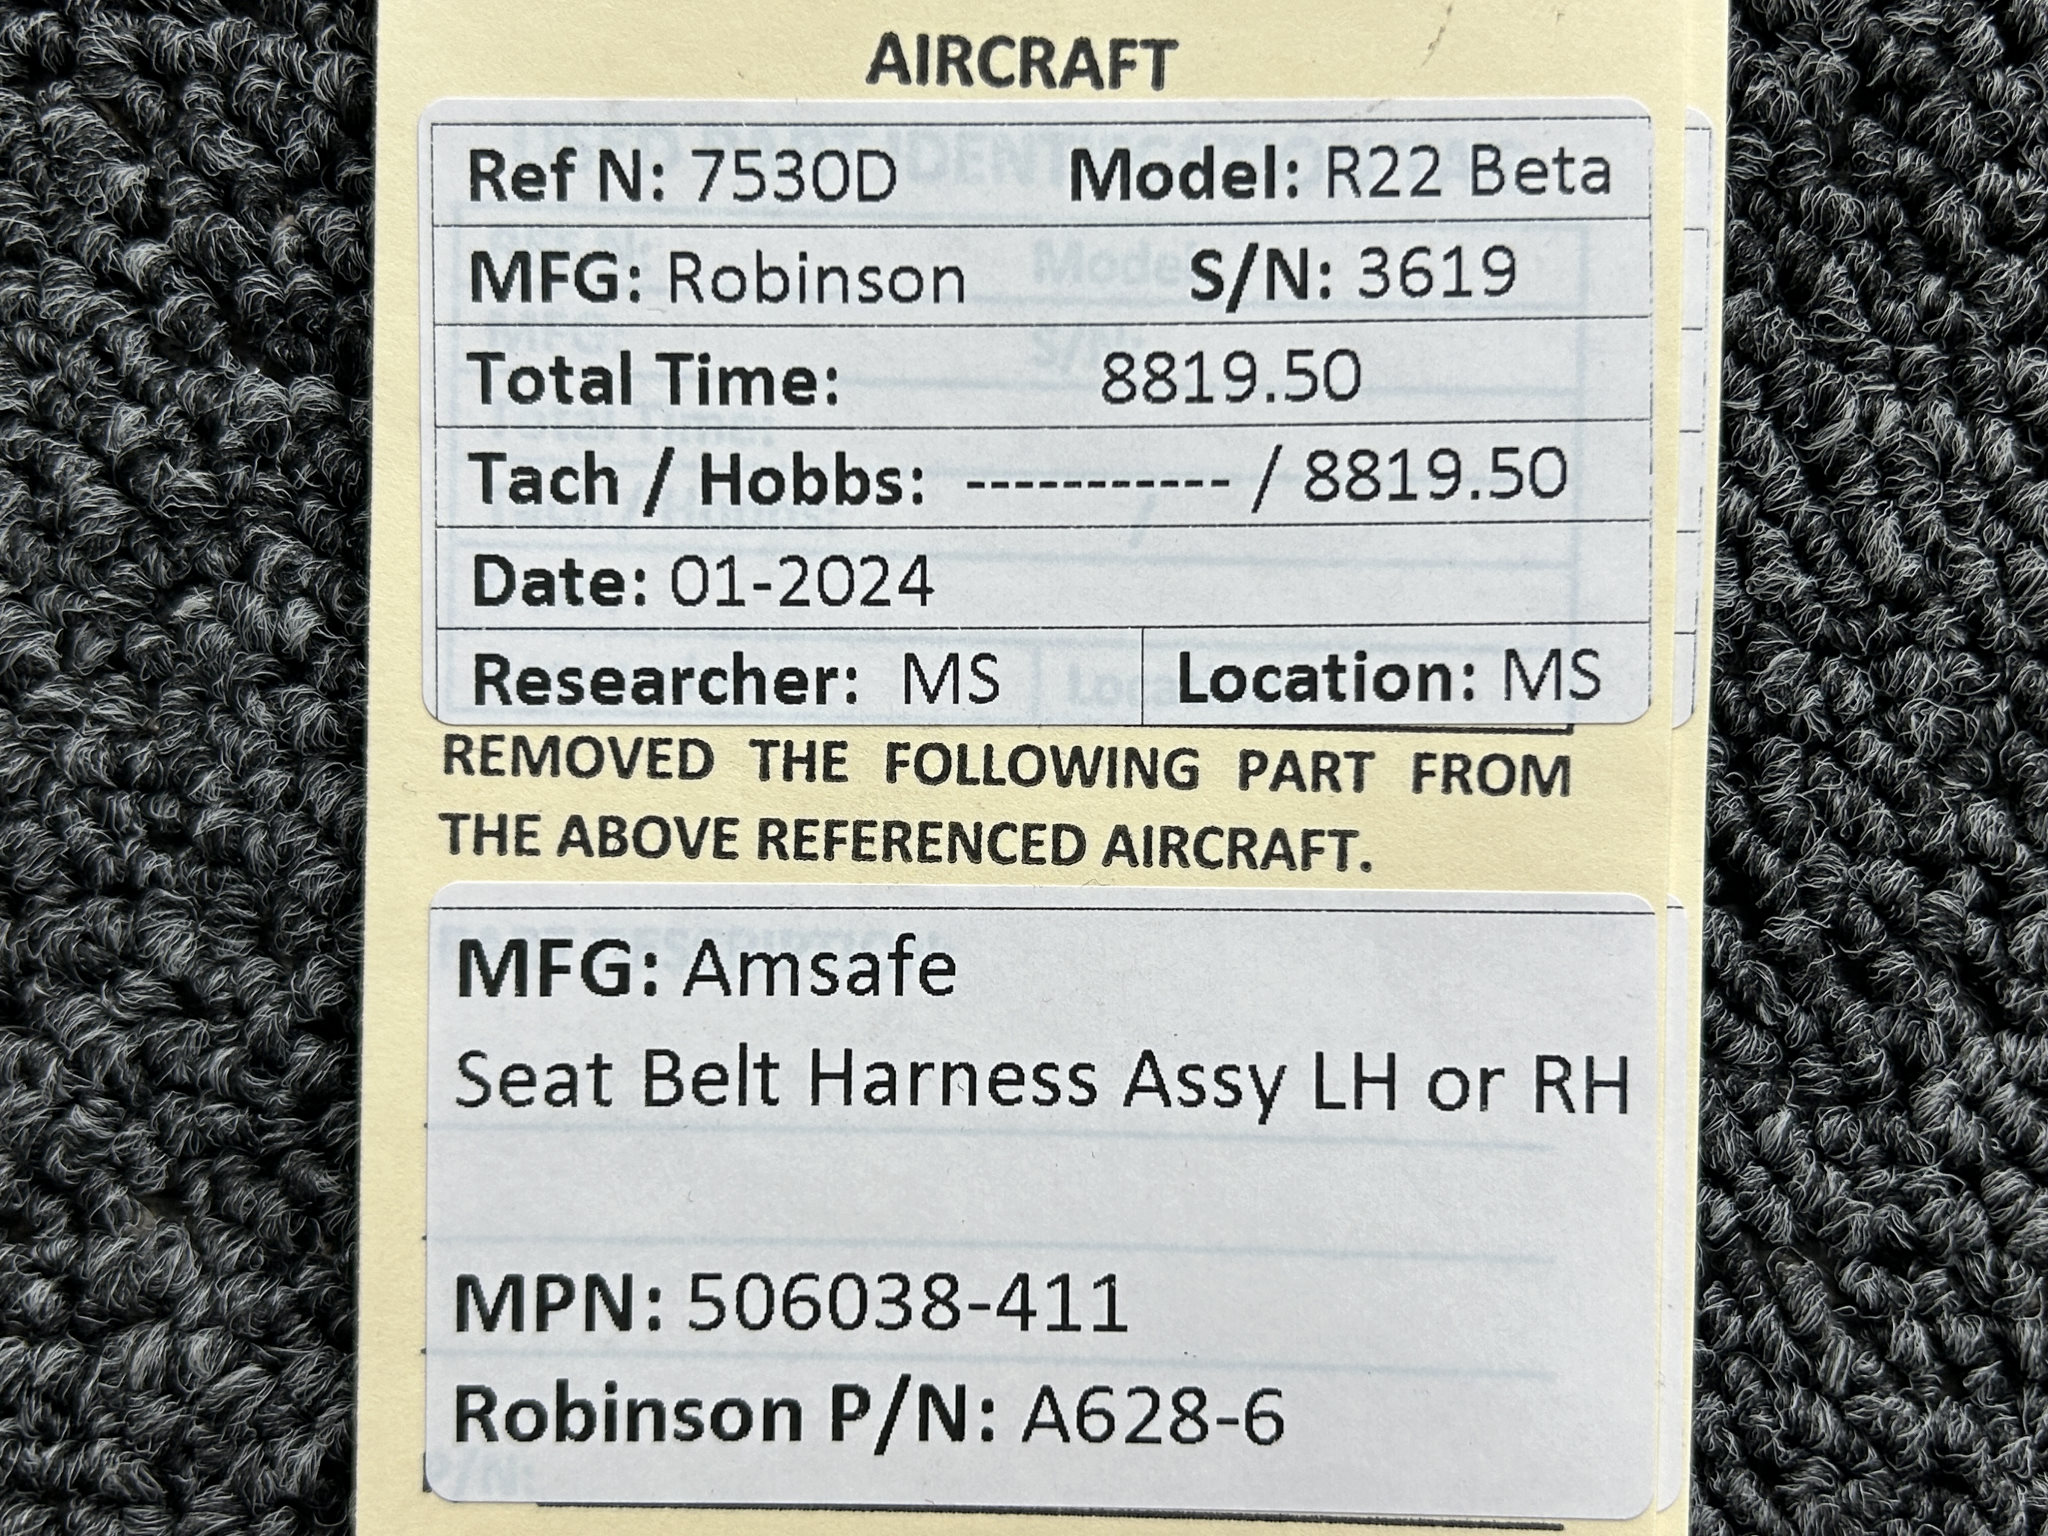 AIRCRAFT
Ref N: 7530D Model: R22 Beta
MFG: Robinson S/N: 3619
Total Time: 8819.50
Tach / Hobbs: ----------- / 8819.50
Date: 01-2024
Researcher: MS Location: MS
REMOVED THE FOLLOWING PART FROM
THE ABOVE REFERENCED AIRCRAFT.
MFG: Amsafe
Seat Belt Harness Assy LH or RH
MPN: 506038-411
Robinson P/N: A628-6